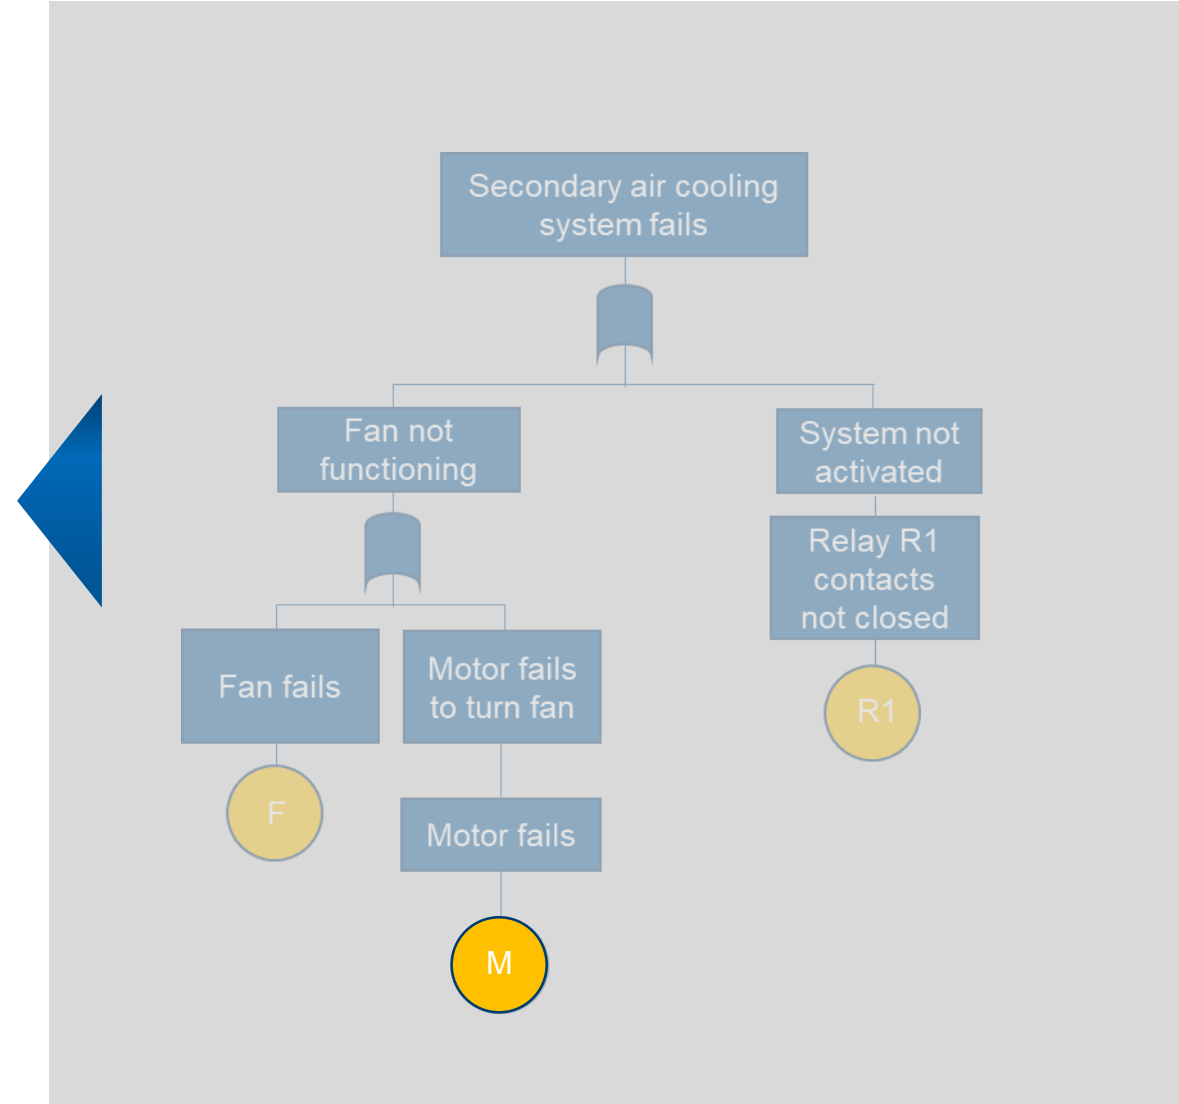 Secondary air cooling
system fails
Fan not
functioning
System not
activated
Relay R1
contacts
not closed
Fan fails
Motor fails
to turn fan
R1
F
Motor fails
M